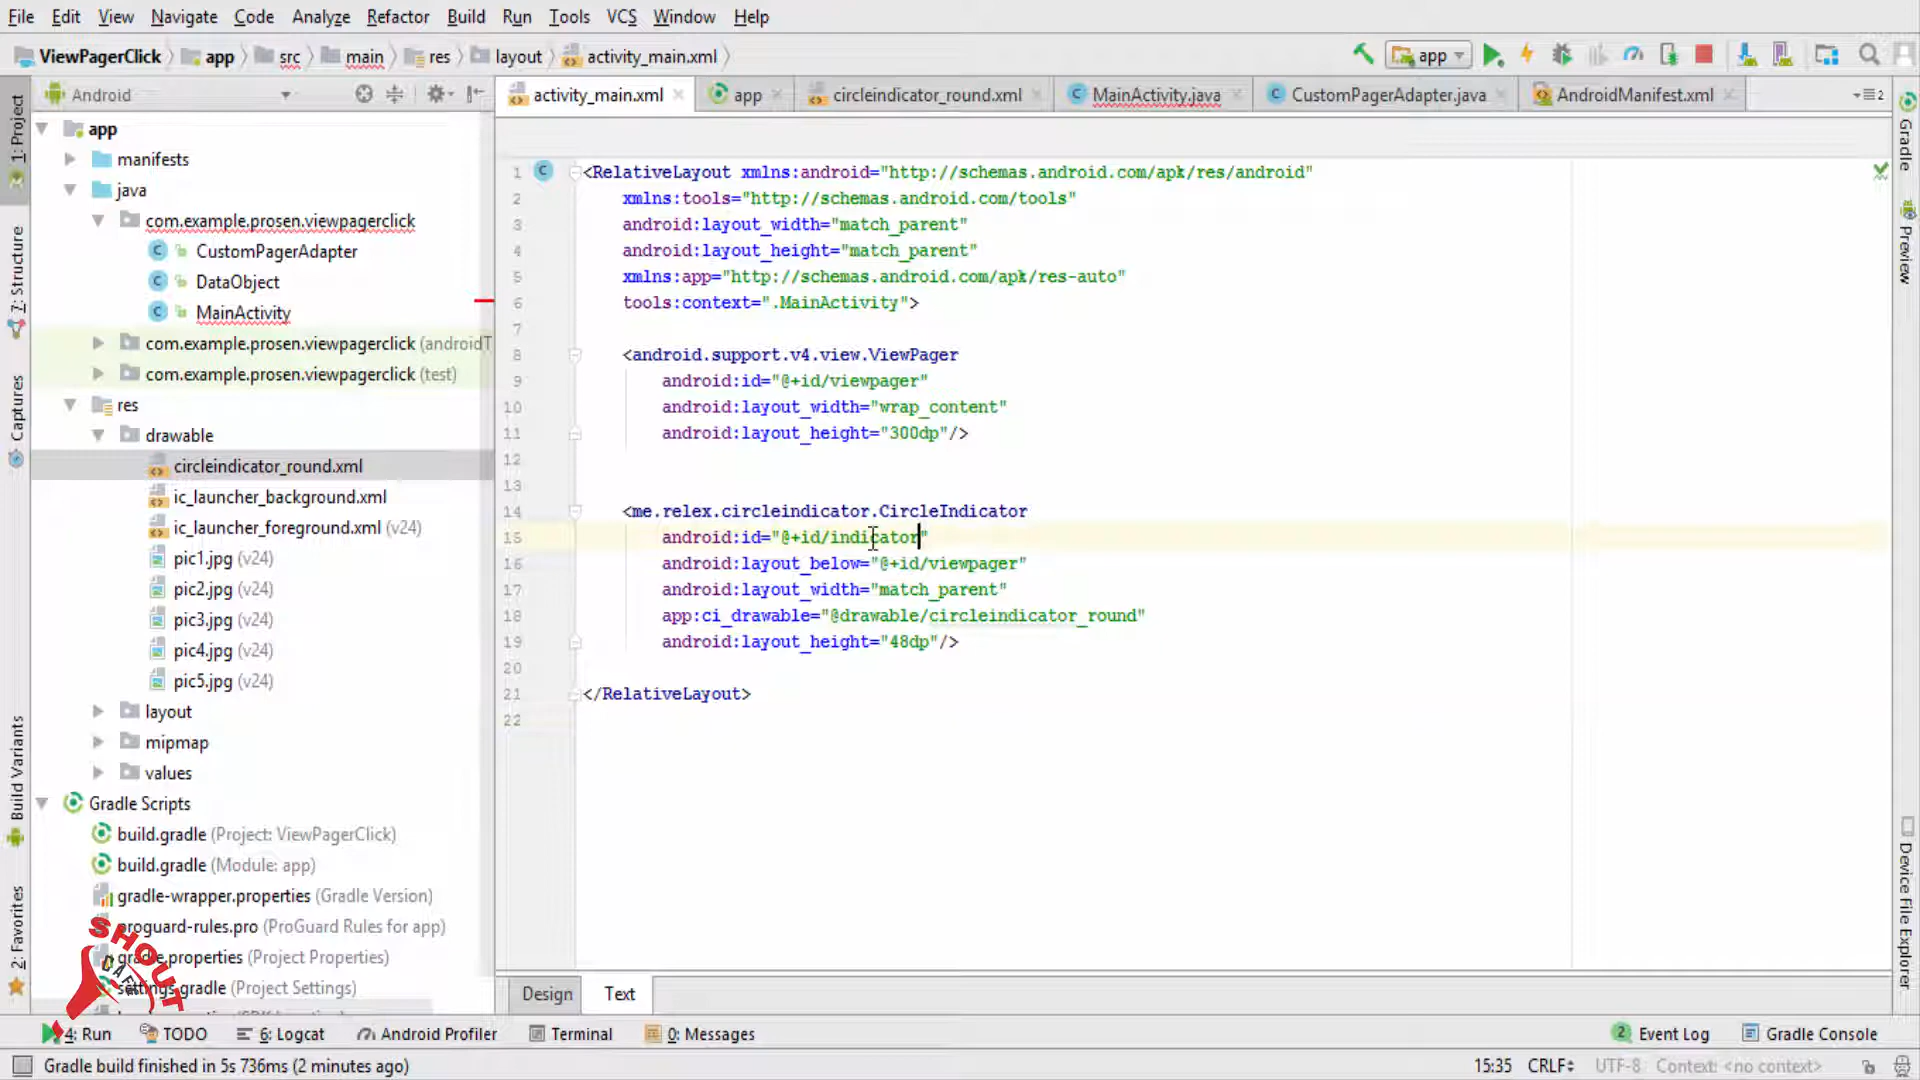 File Edit View Navigate Code Analyze Refactor Build Run Tools VCS Window Help
ViewPagerClick app src main res layout activity_main.xml app
Android
activity_main.xml app circleindicator_round.xml MainActivity.java CustomPagerAdapter.java AndroidManifest.xml 2
1: Project
7: Structure
Captures
Build Variants
2: Favorites
app
manifests
java
com.example.prosen.viewpagerclick
CustomPagerAdapter
DataObject
MainActivity
com.example.prosen.viewpagerclick (androidT
com.example.prosen.viewpagerclick (test)
res
drawable
circleindicator_round.xml
ic_launcher_background.xml
ic_launcher_foreground.xml (v24)
pic1.jpg (v24)
pic2.jpg (v24)
pic3.jpg (v24)
pic4.jpg (v24)
pic5.jpg (v24)
layout
mipmap
values
Gradle Scripts
build.gradle (Project: ViewPagerClick)
build.gradle (Module: app)
gradle-wrapper.properties (Gradle Version)
proguard-rules.pro (ProGuard Rules for app)
gradle.properties (Project Properties)
settings.gradle (Project Settings)
SHOUT
1 <RelativeLayout xmlns:android="http://schemas.android.com/apk/res/android"
2 xmlns:tools="http://schemas.android.com/tools"
3 android:layout_width="match_parent"
4 android:layout_height="match_parent"
5 xmlns:app="http://schemas.android.com/apk/res-auto"
6 tools:context=".MainActivity">
7
8 <android.support.v4.view.ViewPager
9 android:id="@+id/viewpager"
10 android:layout_width="wrap_content"
11 android:layout_height="300dp"/>
12
13
14 <me.relex.circleindicator.CircleIndicator
15 android:id="@+id/indicator"
16 android:layout_below="@+id/viewpager"
17 android:layout_width="match_parent"
18 app:ci_drawable="@drawable/circleindicator_round"
19 android:layout_height="48dp"/>
20
21 </RelativeLayout>
22
Gradle
Preview
Device File Explorer
Design Text
4: Run TODO 6: Logcat Android Profiler Terminal 0: Messages 2 Event Log Gradle Console
Gradle build finished in 5s 736ms (2 minutes ago) 15:35 CRLF UTF-8 Context: <no context>